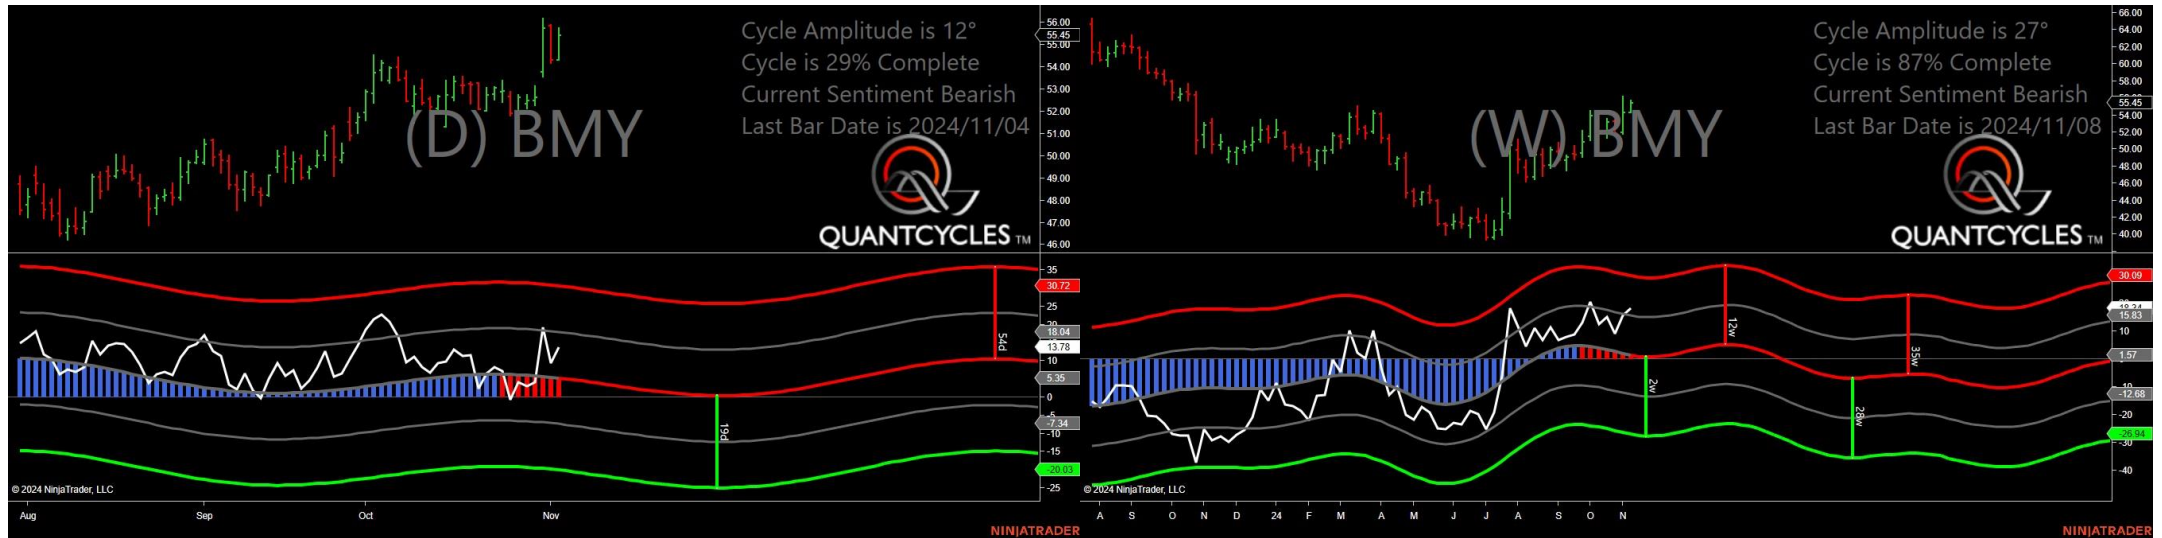 Cycle Amplitude is 12°
Cycle is 29% Complete
Current Sentiment Bearish
Last Bar Date is 2024/11/04
(D) BMY
QUANTCYCLES TM
56.00
55.45
55.00
54.00
53.00
52.00
51.00
50.00
49.00
48.00
47.00
46.00
35
30.72
25
18.04
13.78
10
5.35
0
-5
-7.34
-10
-15
-20.03
-25
54d
19d
© 2024 NinjaTrader, LLC
Aug Sep Oct Nov
NINJATRADER
Cycle Amplitude is 27°
Cycle is 87% Complete
Current Sentiment Bearish
Last Bar Date is 2024/11/08
(W) BMY
QUANTCYCLES TM
66.00
64.00
62.00
60.00
58.00
55.45
54.00
52.00
50.00
48.00
46.00
44.00
42.00
40.00
30.09
18.34
15.83
10
1.57
-10
-12.68
-20
-26.94
-30
-40
12w
2w
35w
28w
© 2024 NinjaTrader, LLC
A S O N D 24 F M A M J J A S O N
NINJATRADER